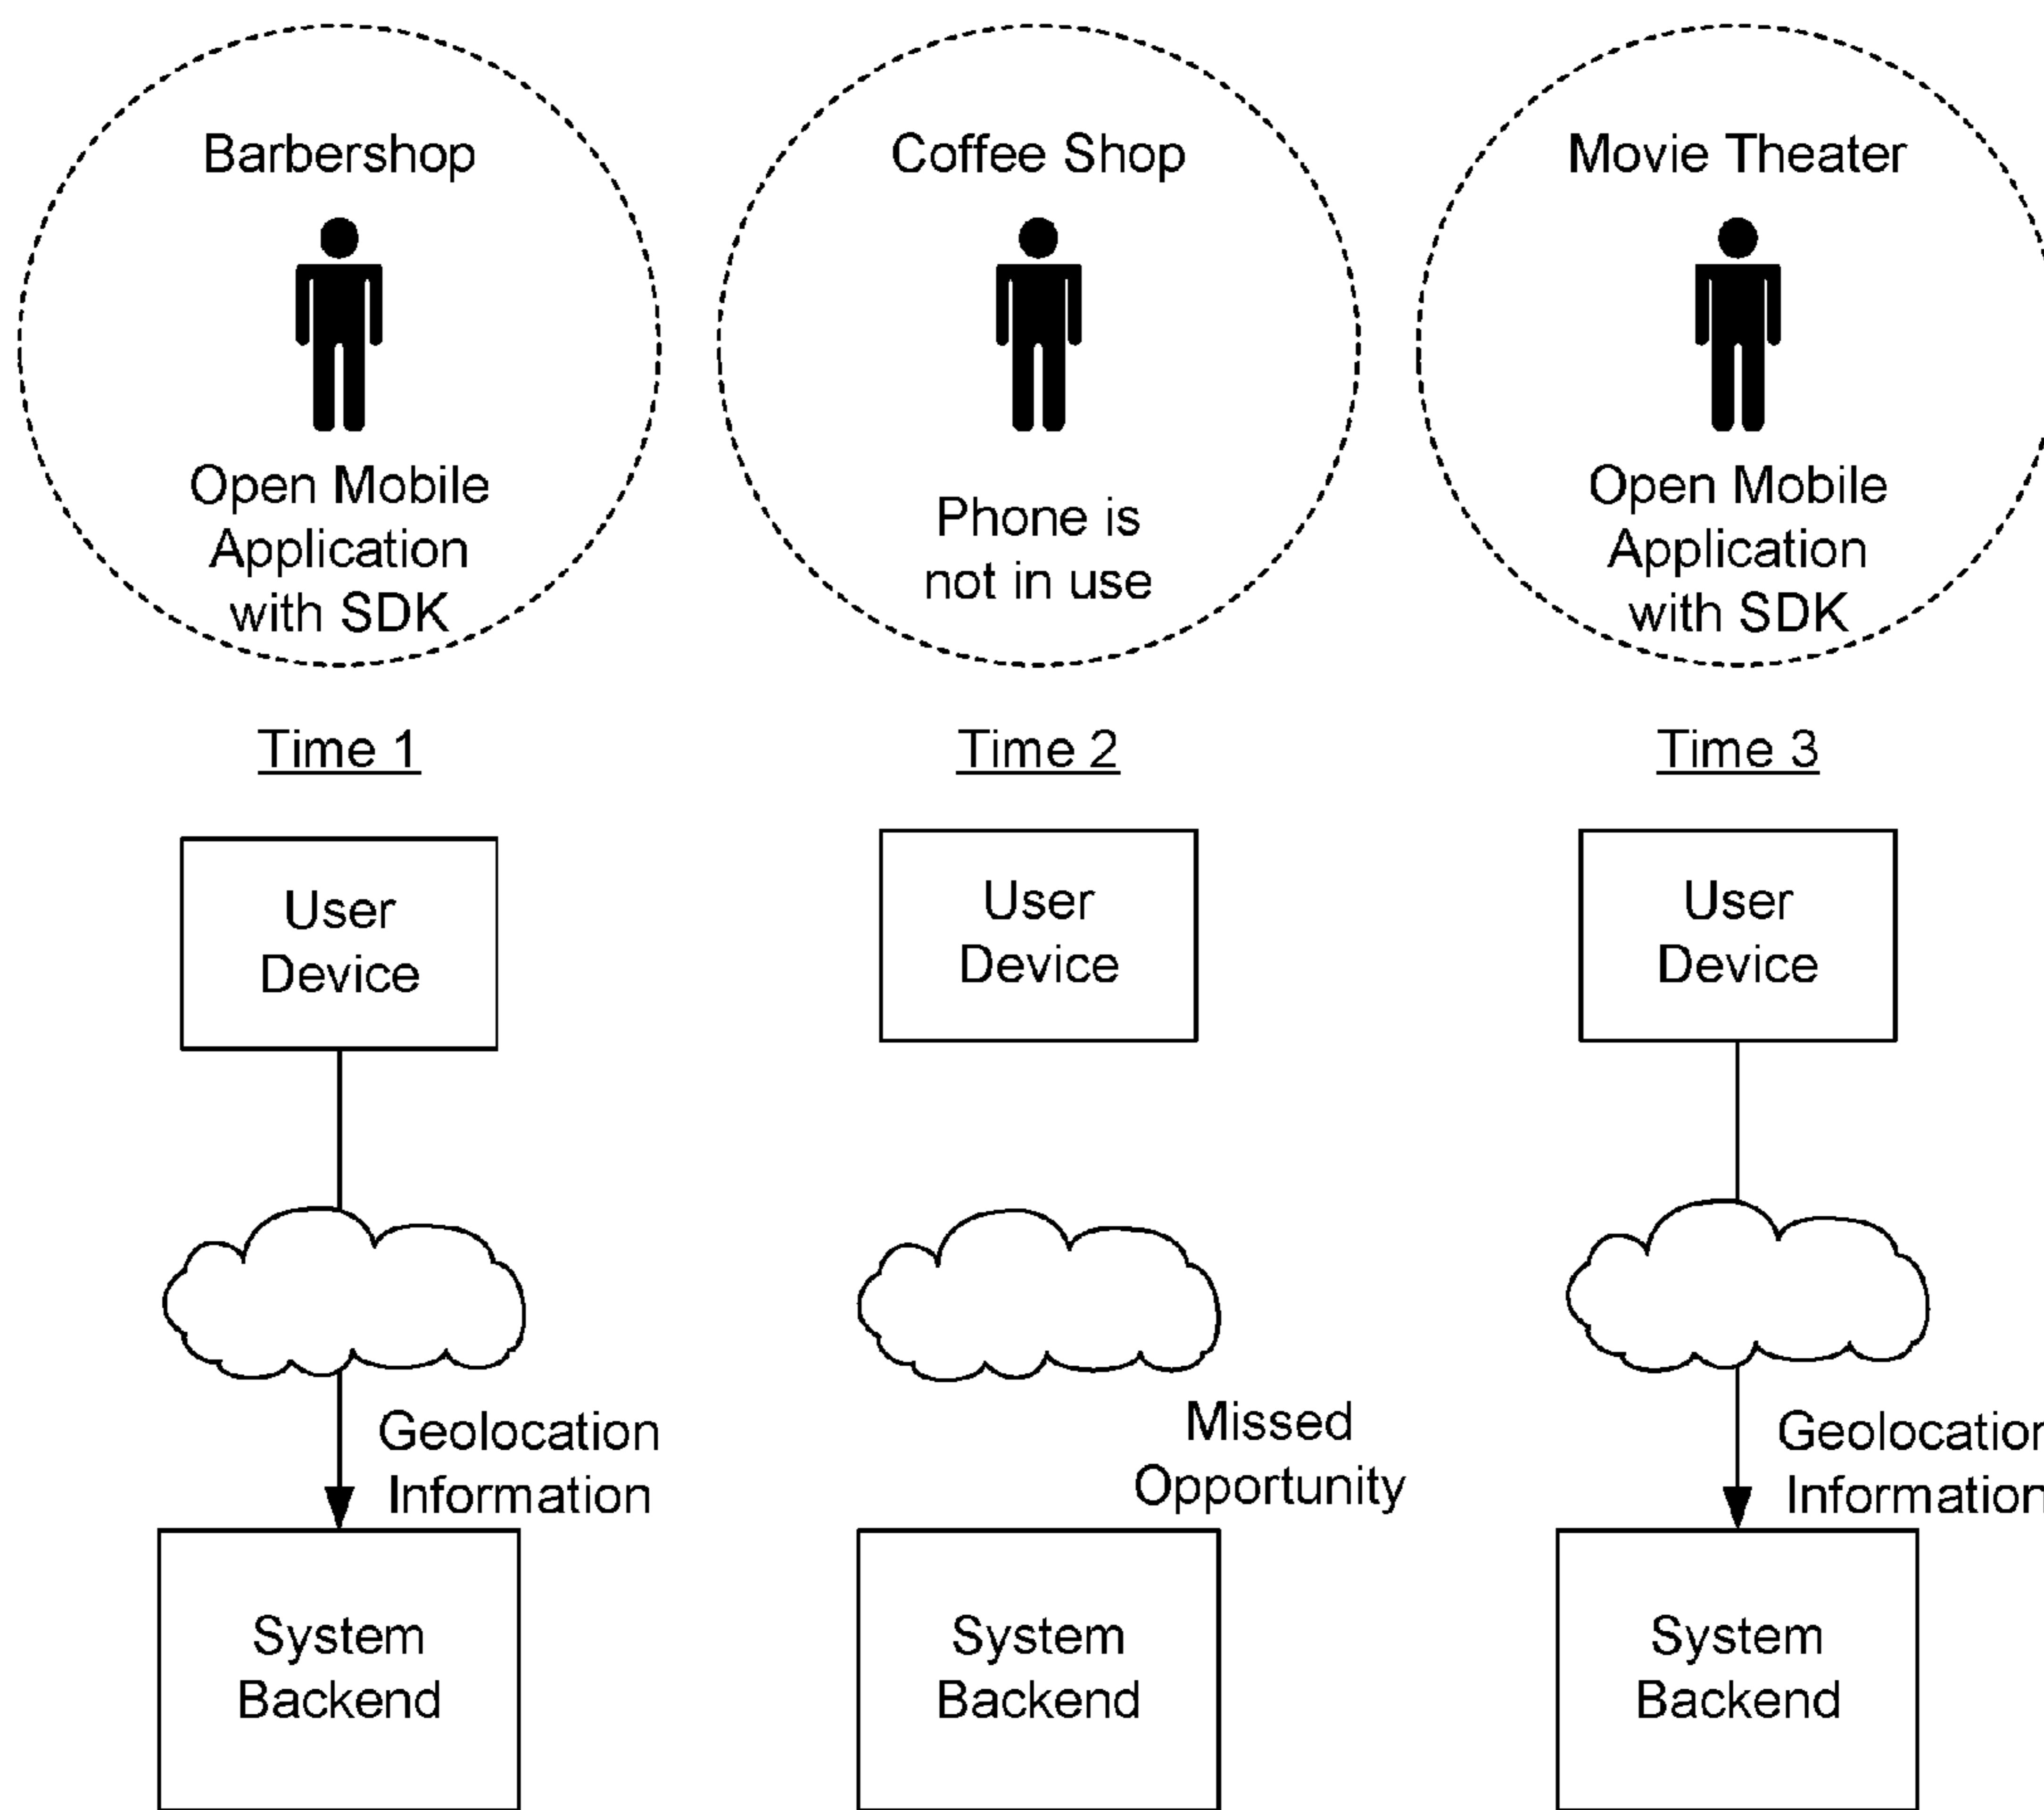 Barbershop
Open Mobile
Application
with SDK
Time 1
User
Device
Geolocation
Information
System
Backend
Coffee Shop
Phone is
not in use
Time 2
User
Device
Missed
Opportunity
System
Backend
Movie Theater
Open Mobile
Application
with SDK
Time 3
User
Device
Geolocation
Information
System
Backend